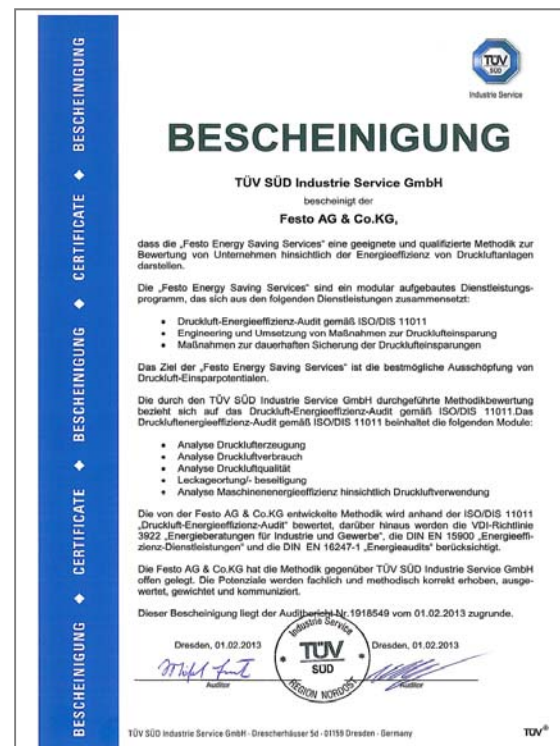 BESCHEINIGUNG ◆ CERTIFICATE ◆ BESCHEINIGUNG ◆ CERTIFICATE ◆ BESCHEINIGUNG
TÜV
SÜD
Industrie Service
BESCHEINIGUNG
TÜV SÜD Industrie Service GmbH
bescheinigt der
Festo AG & Co.KG,
dass die „Festo Energy Saving Services“ eine geeignete und qualifizierte Methodik zur
Bewertung von Unternehmen hinsichtlich der Energieeffizienz von Druckluftanlagen
darstellen.
Die „Festo Energy Saving Services“ sind ein modular aufgebautes Dienstleistungs-
programm, das sich aus den folgenden Dienstleistungen zusammensetzt:
• Druckluft-Energieeffizienz-Audit gemäß ISO/DIS 11011
• Engineering und Umsetzung von Maßnahmen zur Drucklufteinsparung
• Maßnahmen zur dauerhaften Sicherung der Drucklufteinsparungen
Das Ziel der „Festo Energy Saving Services“ ist die bestmögliche Ausschöpfung von
Druckluft-Einsparpotentialen.
Die durch den TÜV SÜD Industrie Service GmbH durchgeführte Methodikbewertung
bezieht sich auf das Druckluft-Energieeffizienz-Audit gemäß ISO/DIS 11011.Das
Druckluftenergieeffizienz-Audit gemäß ISO/DIS 11011 beinhaltet die folgenden Module:
• Analyse Drucklufterzeugung
• Analyse Druckluftverbrauch
• Analyse Druckluftqualität
• Leckageortung/- beseitigung
• Analyse Maschinenenergieeffizienz hinsichtlich Druckluftverwendung
Die von der Festo AG & Co.KG entwickelte Methodik wird anhand der ISO/DIS 11011
„Druckluft-Energieeffizienz-Audit“ bewertet, darüber hinaus werden die VDI-Richtlinie
3922 „Energieberatungen für Industrie und Gewerbe“, die DIN EN 15900 „Energieeffi-
zienz-Dienstleistungen“ und die DIN EN 16247-1 „Energieaudits“ berücksichtigt.
Die Festo AG & Co.KG hat die Methodik gegenüber TÜV SÜD Industrie Service GmbH
offen gelegt. Die Potenziale werden fachlich und methodisch korrekt erhoben, ausge-
wertet, gewichtet und kommuniziert.
Dieser Bescheinigung liegt der Auditbericht Nr.1918549 vom 01.02.2013 zugrunde.
Dresden, 01.02.2013
Industrie Service
TÜV
SÜD
REGION NORDOST
Dresden, 01.02.2013
Auditor
Auditor
TÜV SÜD Industrie Service GmbH - Drescherhäuser 5d - 01159 Dresden - Germany
TÜV®